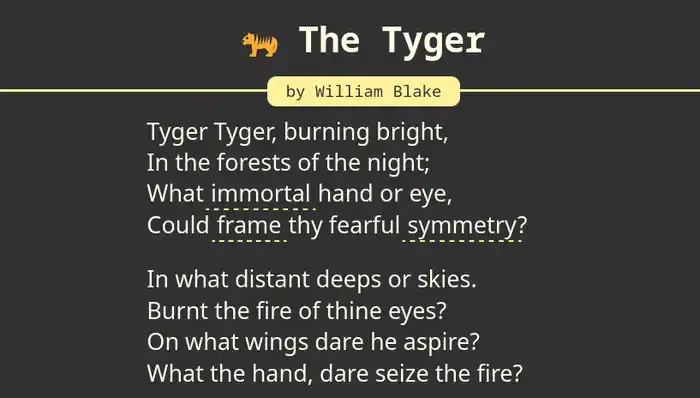 The Tyger
by William Blake
Tyger Tyger, burning bright,
In the forests of the night;
What immortal hand or eye,
Could frame thy fearful symmetry?
In what distant deeps or skies.
Burnt the fire of thine eyes?
On what wings dare he aspire?
What the hand, dare seize the fire?